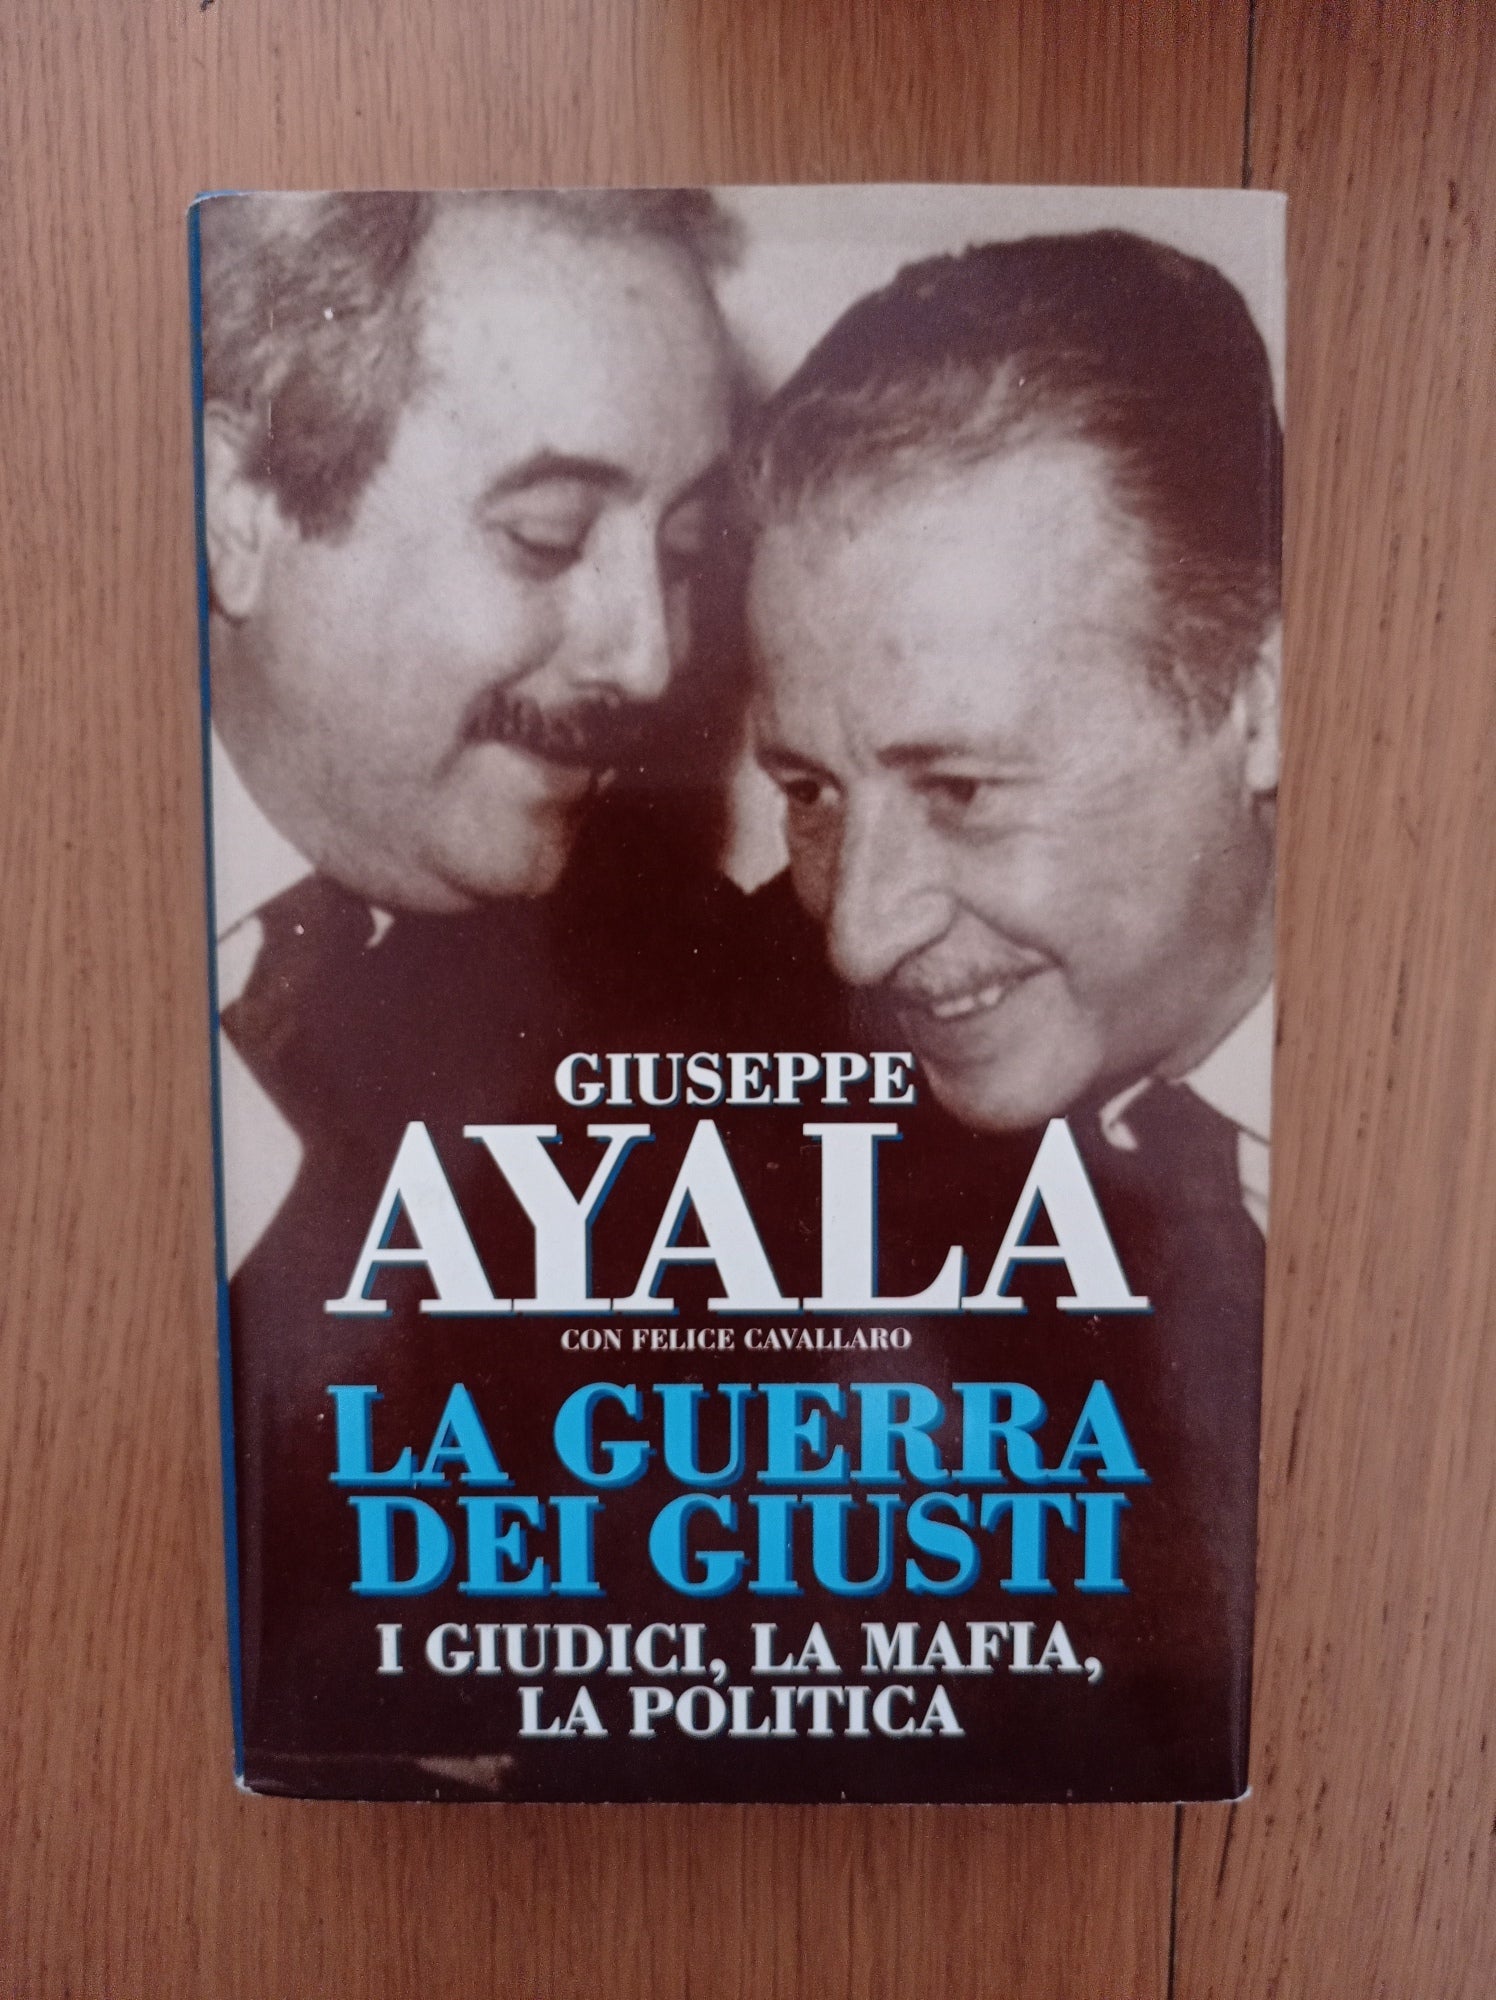 GIUSEPPE
AYALA
CON FELICE CAVALLARO
LA GUERRA
DEI GIUSTI
I GIUDICI, LA MAFIA,
LA POLITICA